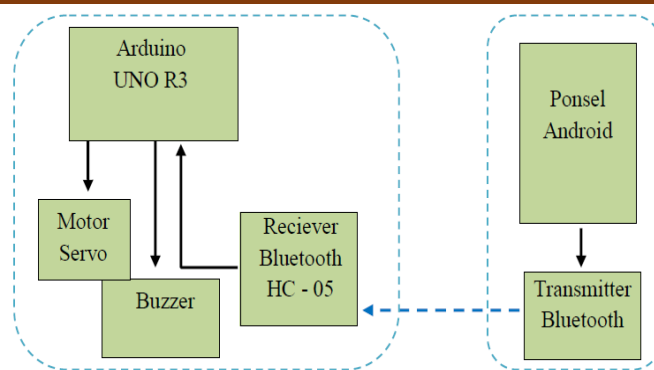 Arduino
UNO R3
Ponsel
Android
Motor
Servo
Reciever
Bluetooth
HC - 05
Buzzer
Transmitter
Bluetooth